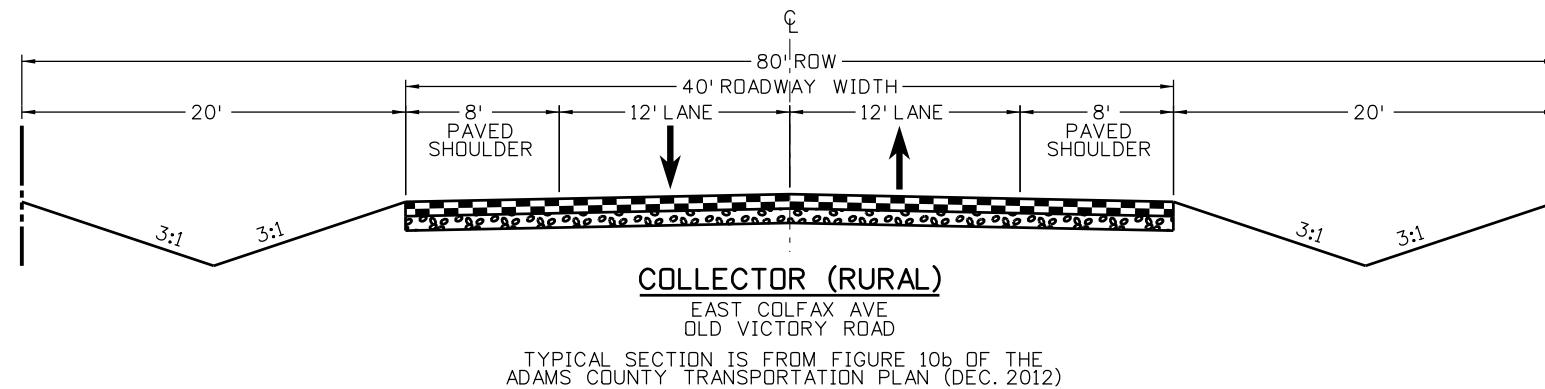 ℄
80' ROW
40' ROADWAY WIDTH
20' 8' 12' LANE 12' LANE 8' 20'
PAVED PAVED
SHOULDER SHOULDER
3:1 3:1 3:1 3:1
COLLECTOR (RURAL)
EAST COLFAX AVE
OLD VICTORY ROAD
TYPICAL SECTION IS FROM FIGURE 10b OF THE
ADAMS COUNTY TRANSPORTATION PLAN (DEC. 2012)